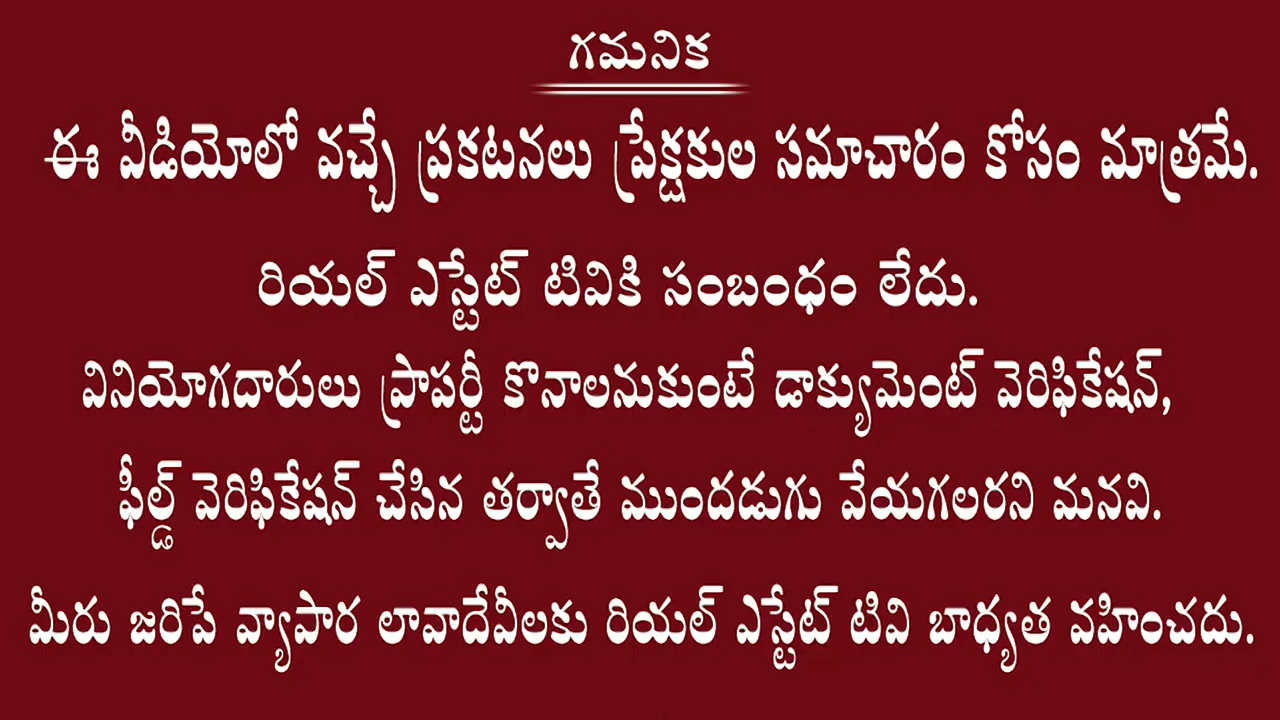 గమనిక
ఈ వీడియోలో వచ్చే ప్రకటనలు ప్రేక్షకుల సమాచారం కోసం మాత్రమే.
రియల్ ఎస్టేట్ టివికి సంబంధం లేదు.
వినియోగదారులు ప్రాపర్టీ కొనాలనుకుంటే డాక్యుమెంట్ వెరిఫికేషన్,
ఫీల్డ్ వెరిఫికేషన్ చేసిన తర్వాతే ముందడుగు వేయగలరని మనవి.
మీరు జరిపే వ్యాపార లావాదేవీలకు రియల్ ఎస్టేట్ టివి బాధ్యత వహించదు.